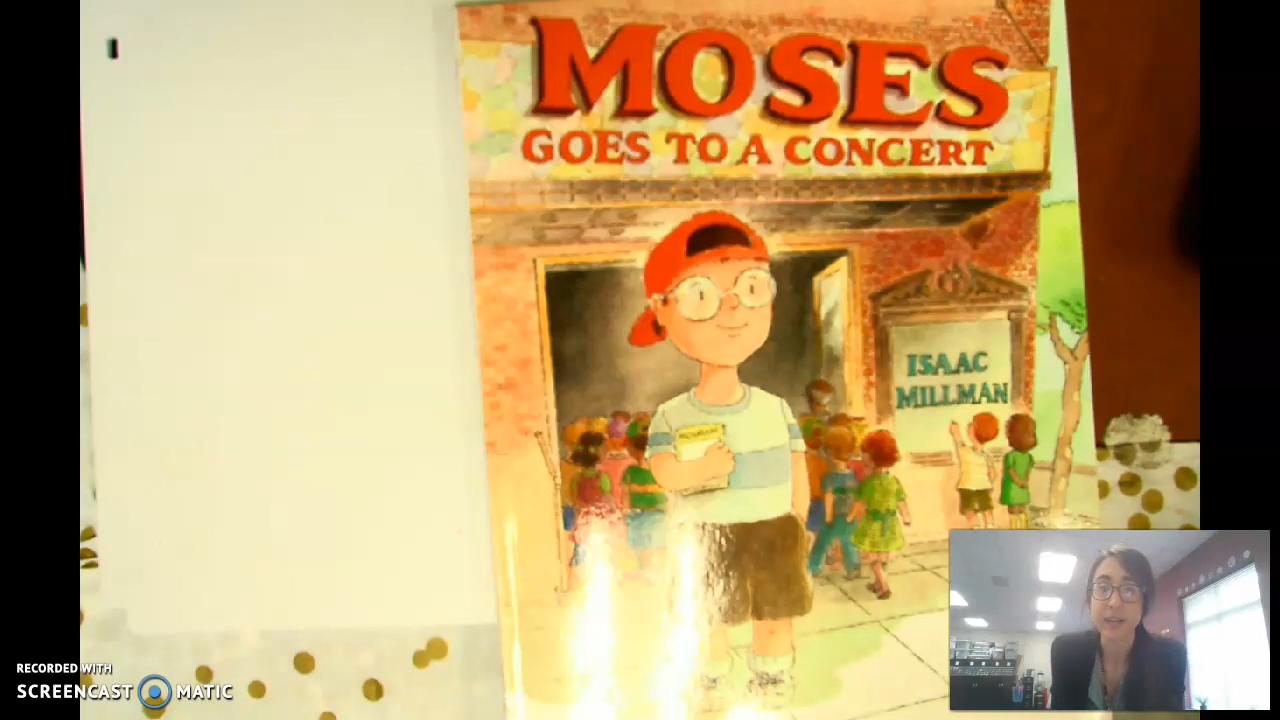 MOSES
GOES TO A CONCERT
ISAAC
MILLMAN
RECORDED WITH
SCREENCAST MATIC